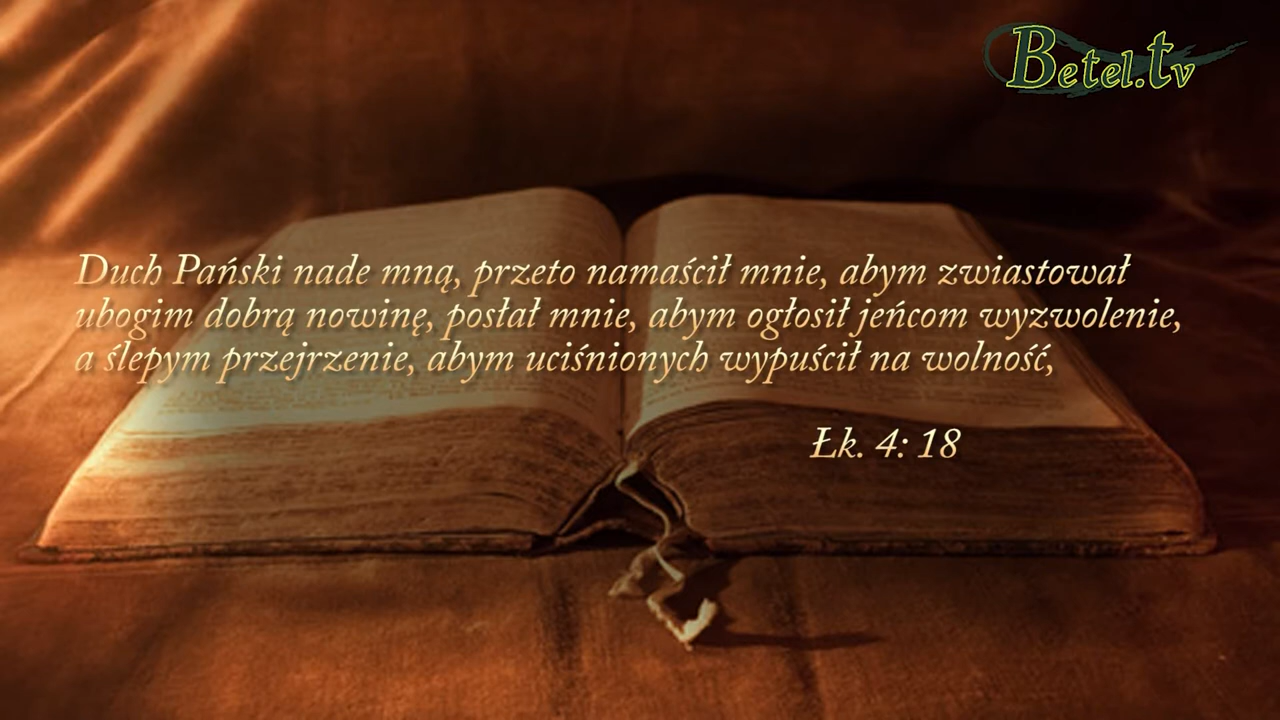 Betel.tv
Duch Pański nade mną, przeto namaścił mnie, abym zwiastował
ubogim dobrą nowinę, posłał mnie, abym ogłosił jeńcom wyzwolenie,
a ślepym przejrzenie, abym uciśnionych wypuścił na wolność,
Łk. 4: 18